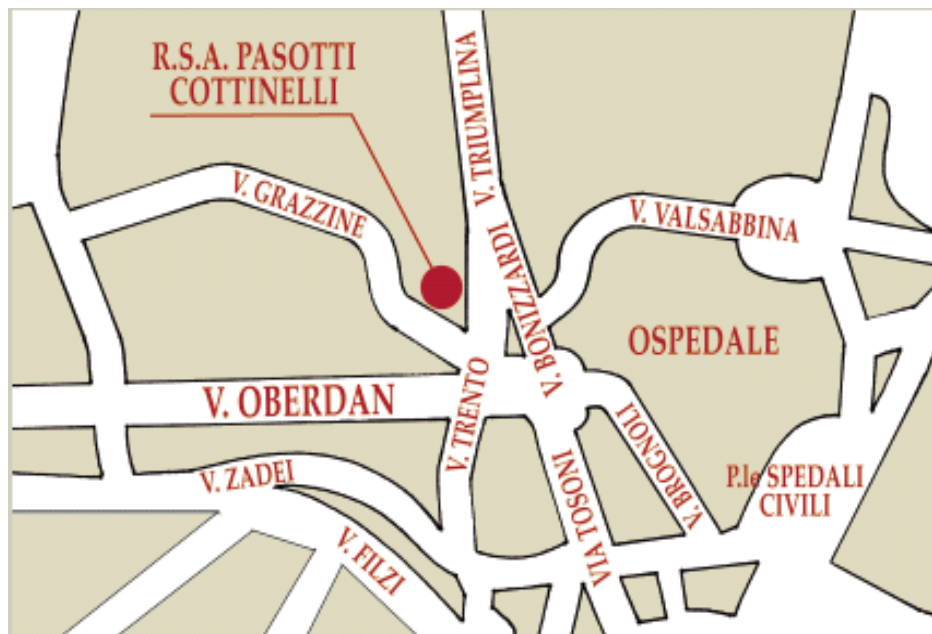 R.S.A. PASOTTI
COTTINELLI
V. TRIUMPLINA
V. GRAZZINE
V. VALSABBINA
V. BONIZZARDI
OSPEDALE
V. OBERDAN
V. TRENTO
V. BROGNOLI
V. ZADEI
VIA TOSONI
P.le SPEDALI
CIVILI
V. FILZI